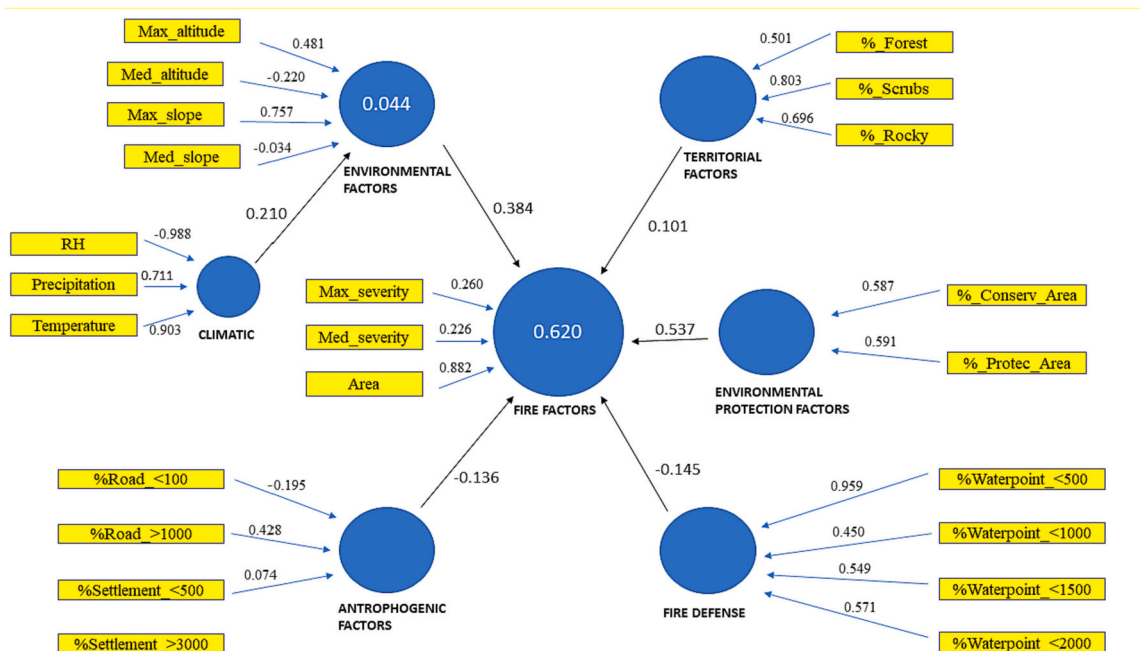 Max_altitude
0.481
Med_altitude
-0.220
Max_slope
0.757
Med_slope
-0.034
0.044
ENVIRONMENTAL
FACTORS
0.501
%_Forest
0.803
%_Scrubs
0.696
%_Rocky
TERRITORIAL
FACTORS
0.210
0.384
0.101
RH
-0.988
Precipitation
0.711
Temperature
0.903
CLIMATIC
Max_severity
0.260
Med_severity
0.226
Area
0.882
0.620
FIRE FACTORS
0.537
0.587
%_Conserv_Area
0.591
%_Protec_Area
ENVIRONMENTAL
PROTECTION FACTORS
-0.136
-0.145
%Road_<100
-0.195
%Road_>1000
0.428
%Settlement_<500
0.074
%Settlement_>3000
ANTROPHOGENIC
FACTORS
FIRE DEFENSE
0.959
%Waterpoint_<500
0.450
%Waterpoint_<1000
0.549
%Waterpoint_<1500
0.571
%Waterpoint_<2000